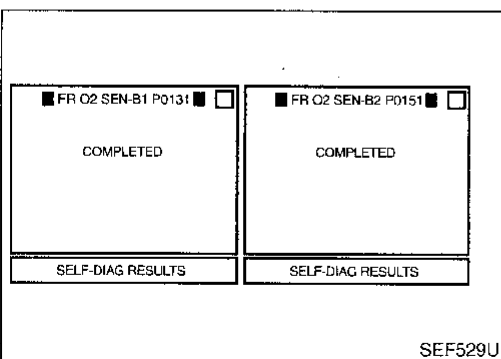 FR O2 SEN-B1 P0131
COMPLETED
SELF-DIAG RESULTS
FR O2 SEN-B2 P0151
COMPLETED
SELF-DIAG RESULTS
SEF529U